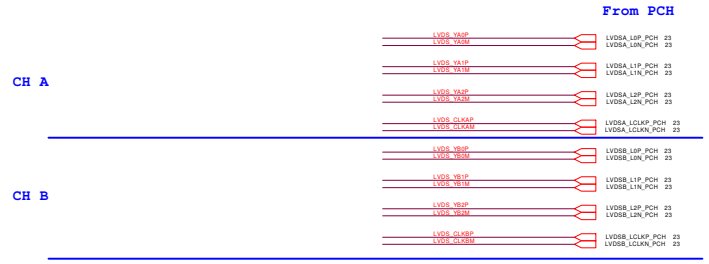 From PCH
LVDS_YA0P LVDSA_L0P_PCH 23
LVDS_YA0M LVDSA_L0N_PCH 23
LVDS_YA1P LVDSA_L1P_PCH 23
LVDS_YA1M LVDSA_L1N_PCH 23
CH A
LVDS_YA2P LVDSA_L2P_PCH 23
LVDS_YA2M LVDSA_L2N_PCH 23
LVDS_CLKAP LVDSA_LCLKP_PCH 23
LVDS_CLKAM LVDSA_LCLKN_PCH 23
LVDS_YB0P LVDSB_L0P_PCH 23
LVDS_YB0M LVDSB_L0N_PCH 23
LVDS_YB1P LVDSB_L1P_PCH 23
LVDS_YB1M LVDSB_L1N_PCH 23
CH B
LVDS_YB2P LVDSB_L2P_PCH 23
LVDS_YB2M LVDSB_L2N_PCH 23
LVDS_CLKBP LVDSB_LCLKP_PCH 23
LVDS_CLKBM LVDSB_LCLKN_PCH 23